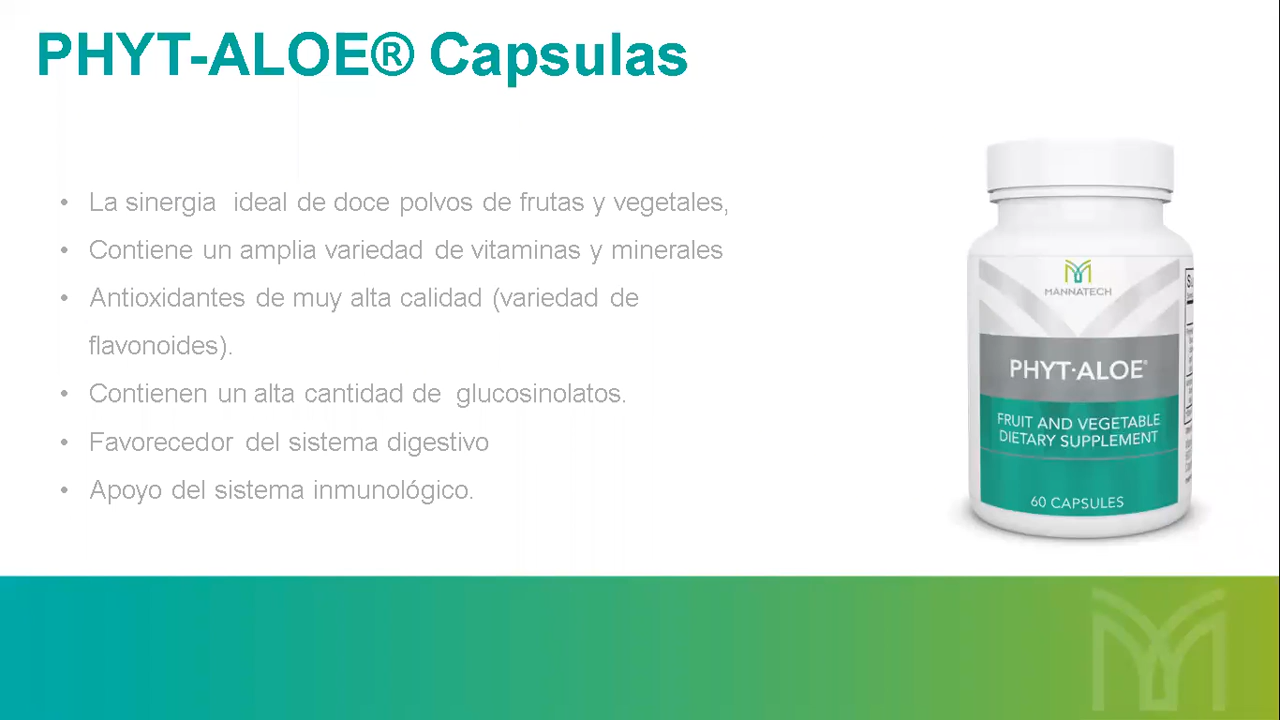 PHYT-ALOE® Capsulas
• La sinergia ideal de doce polvos de frutas y vegetales,
• Contiene un amplia variedad de vitaminas y minerales
• Antioxidantes de muy alta calidad (variedad de
flavonoides).
• Contienen un alta cantidad de glucosinolatos.
• Favorecedor del sistema digestivo
• Apoyo del sistema inmunológico.
MANNATECH
PHYT·ALOE®
FRUIT AND VEGETABLE
DIETARY SUPPLEMENT
60 CAPSULES